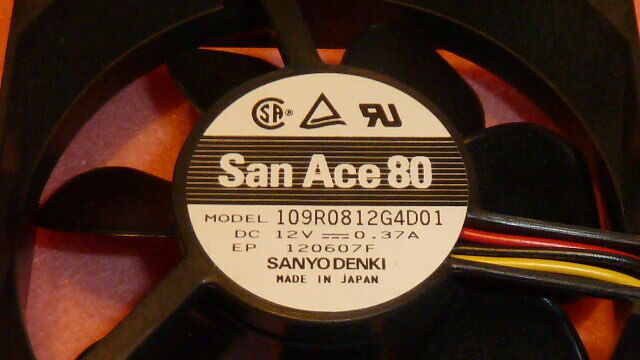 San Ace 80
MODEL 109R0812G4D01
DC 12V ⎓ 0.37A
EP 120607F
SANYO DENKI
MADE IN JAPAN